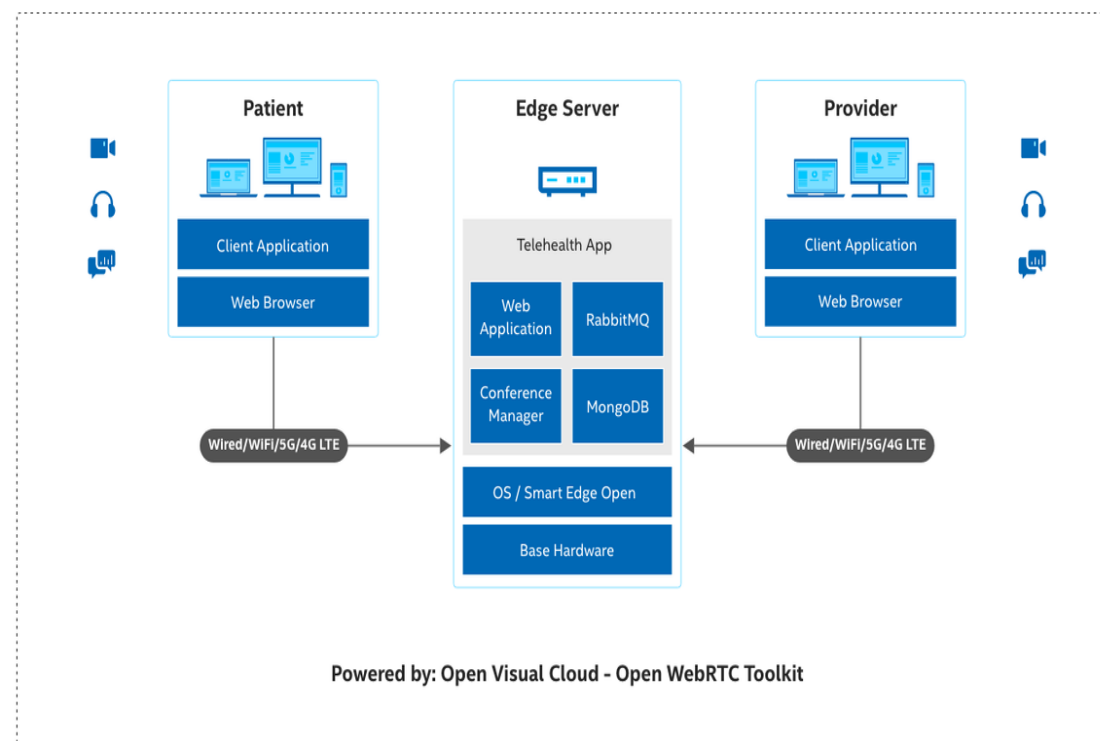 Patient
Client Application
Web Browser
Wired/WiFi/5G/4G LTE
Edge Server
Telehealth App
Web
Application
RabbitMQ
Conference
Manager
MongoDB
OS / Smart Edge Open
Base Hardware
Provider
Client Application
Web Browser
Wired/WiFi/5G/4G LTE
Powered by: Open Visual Cloud - Open WebRTC Toolkit